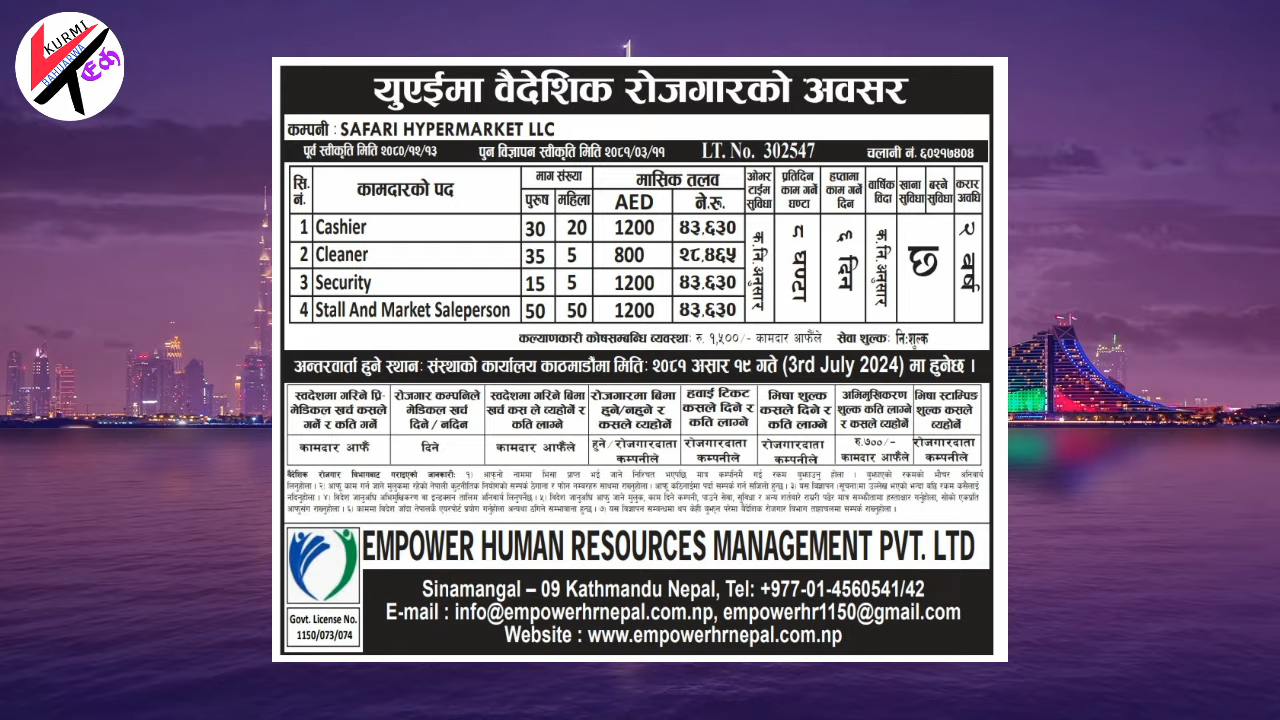 KURMI
HAHIJARWA
टेक
युएईमा वैदेशिक रोजगारको अवसर
कम्पनी : SAFARI HYPERMARKET LLC
पूर्व स्वीकृति मिति २०८०/१२/१३ पुन विज्ञापन स्वीकृति मिति २०८१/०३/११ LT. No. 302547 चलानी नं. ६०२१७४०४
सि. नं. कामदारको पद माग संख्या पुरुष महिला मासिक तलव AED ने.रु. ओभर टाईम सुविधा प्रतिदिन काम गर्ने घण्टा हप्तामा काम गर्ने दिन वार्षिक विदा खाना सुविधा बस्ने सुविधा करार अवधि
1 Cashier 30 20 1200 ४३,६३०
2 Cleaner 35 5 800 २८,४६५
3 Security 15 5 1200 ४३,६३०
4 Stall And Market Saleperson 50 50 1200 ४३,६३०
क.नि अनुसार ८ घण्टा ६ दिन क.नि अनुसार छ २ वर्ष
कल्याणकारी कोषसम्बन्धि व्यवस्था: रु. १,५००/- कामदार आफैंले सेवा शुल्क: नि:शुल्क
अन्तरवार्ता हुने स्थान: संस्थाको कार्यालय काठमाडौंमा मिति: २०८१ असार १९ गते (3rd July 2024) मा हुनेछ ।
स्वदेशमा गरिने प्रि-मेडिकल खर्च कसले गर्ने र कति गर्ने रोजगार कम्पनिले मेडिकल खर्च दिने / नदिने स्वदेशमा गरिने बिमा खर्च कस ले व्यहोर्ने र कति लाग्ने रोजगारमा बिमा हुने/नहुने र कसले व्यहोर्ने हवाई टिकट कसले दिने र कति लाग्ने भिषा शुल्क कसले दिने र कति लाग्ने अभिमुखिकरण शुल्क कति लाग्ने र कसले व्यहोर्ने भिषा स्टाम्पिङ शुल्क कसले व्यहोर्ने
कामदार आफैँ दिने कामदार आफैँले हुने/रोजगारदाता कम्पनीले रोजगारदाता कम्पनीले रोजगारदाता कम्पनीले रु.७००/- कामदार आफैँले रोजगारदाता कम्पनीले
वैदेशिक रोजगार विभागबाट गराइएको जानकारी:
EMPOWER HUMAN RESOURCES MANAGEMENT PVT. LTD
Sinamangal – 09 Kathmandu Nepal, Tel: +977-01-4560541/42
E-mail : info@empowerhrnepal.com.np, empowerhr1150@gmail.com
Website : www.empowerhrnepal.com.np
Govt. License No.
1150/073/074